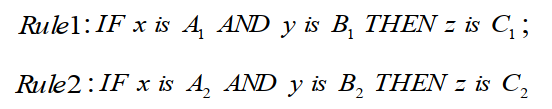 Rule1: IF x is A₁ AND y is B₁ THEN z is C₁ ;
Rule2: IF x is A₂ AND y is B₂ THEN z is C₂